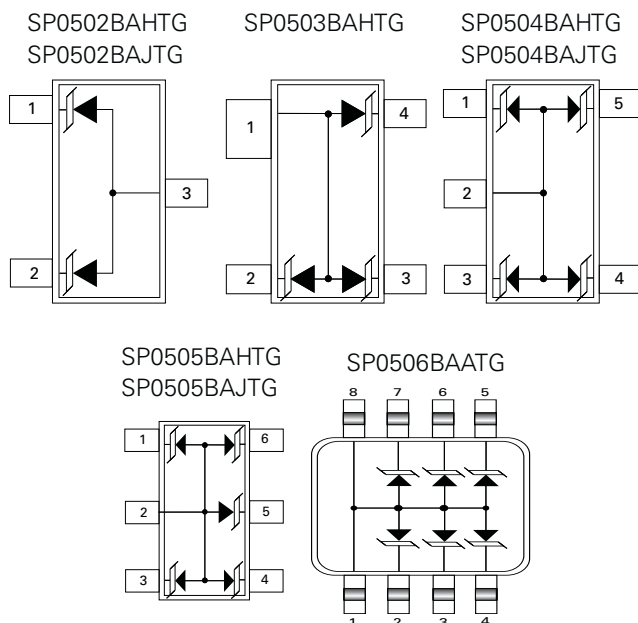 SP0502BAHTG
SP0502BAJTG
1
3
2
SP0503BAHTG
1
4
2
3
SP0504BAHTG
SP0504BAJTG
1
5
2
3
4
SP0505BAHTG
SP0505BAJTG
1
6
2
5
3
4
SP0506BAATG
8 7 6 5
1 2 3 4